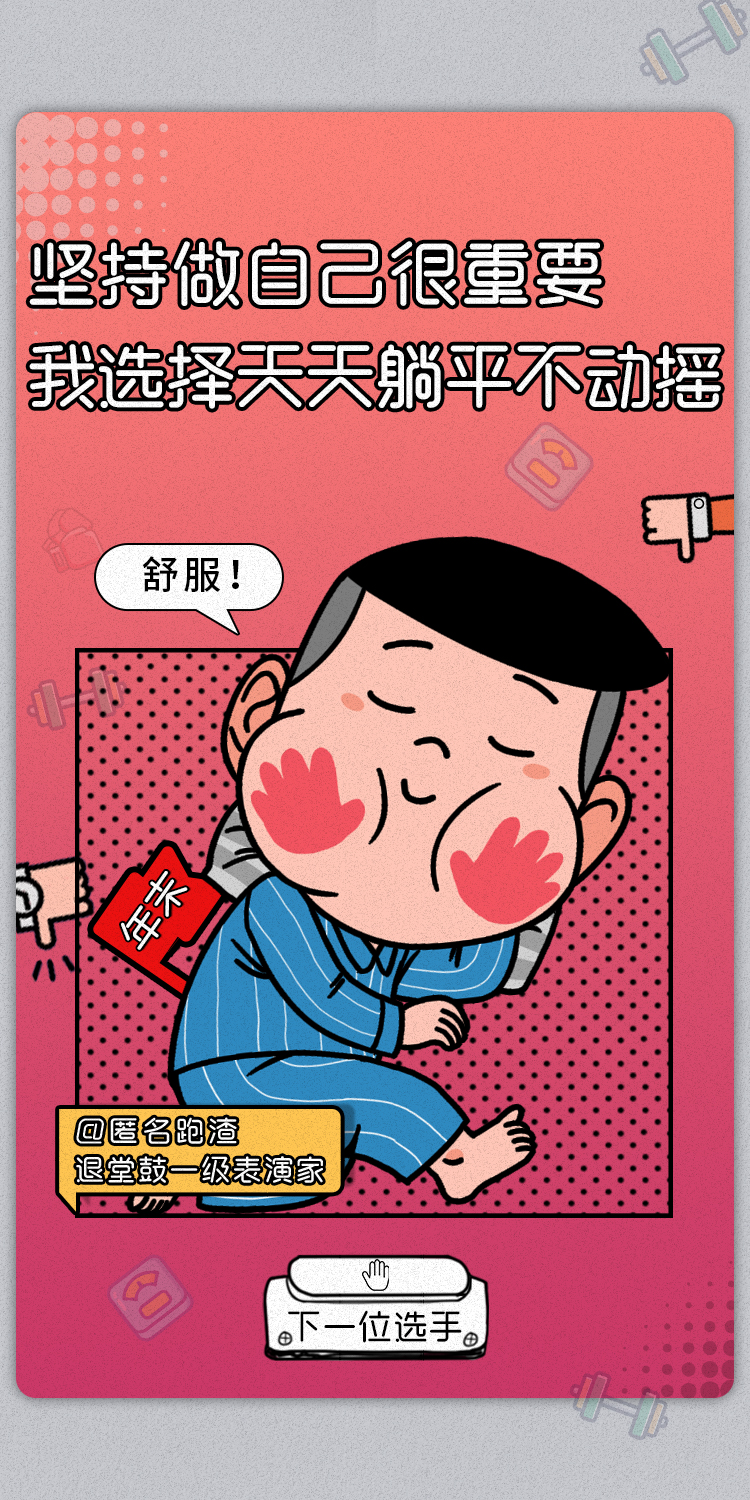 坚持做自己很重要
我选择天天躺平不动摇
舒服！
年末
@匿名跑渣
退堂鼓一级表演家
下一位选手